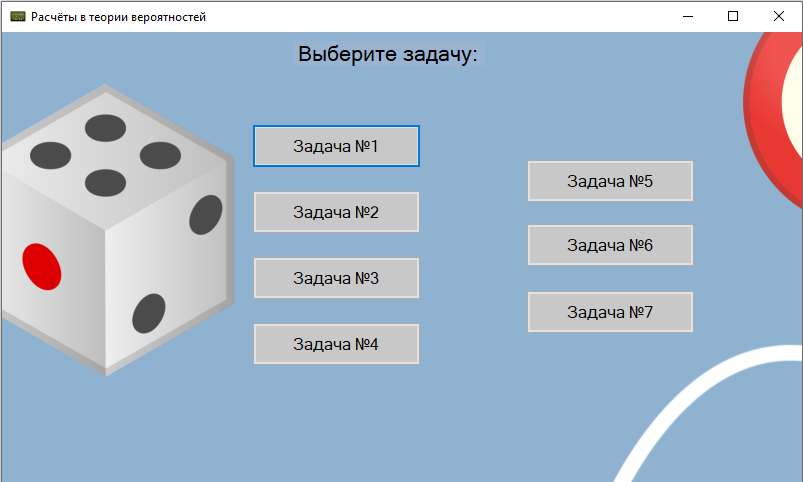 Расчёты в теории вероятностей
Выберите задачу:
Задача №1
Задача №2
Задача №3
Задача №4
Задача №5
Задача №6
Задача №7